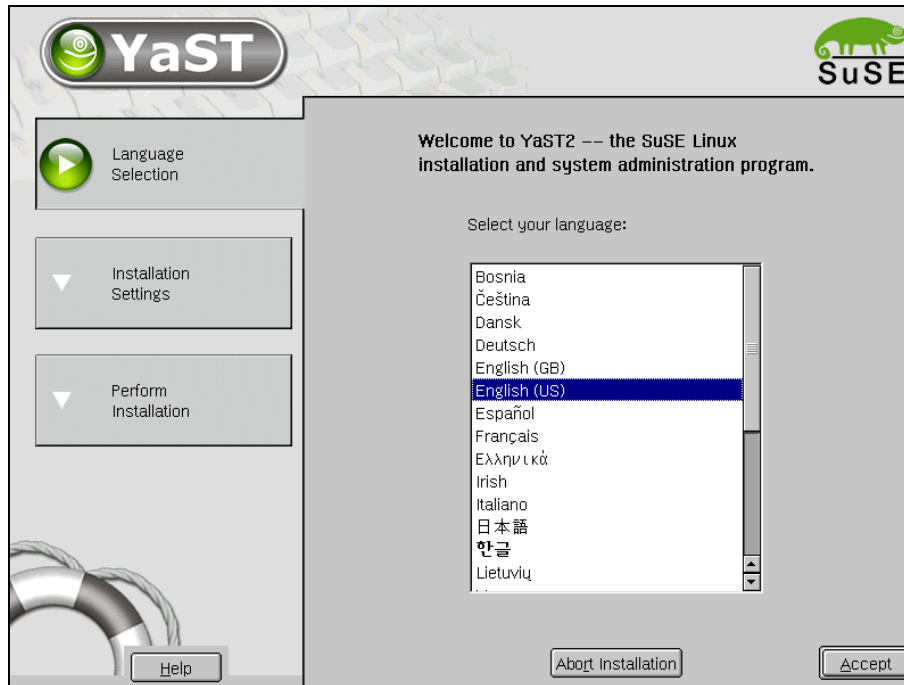 YaST
SuSE
Language
Selection
Installation
Settings
Perform
Installation
Help
Welcome to YaST2 -- the SuSE Linux
installation and system administration program.
Select your language:
Bosnia
Čeština
Dansk
Deutsch
English (GB)
English (US)
Español
Français
Ελληνικά
Irish
Italiano
日本語
한글
Lietuvių
Abort Installation
Accept